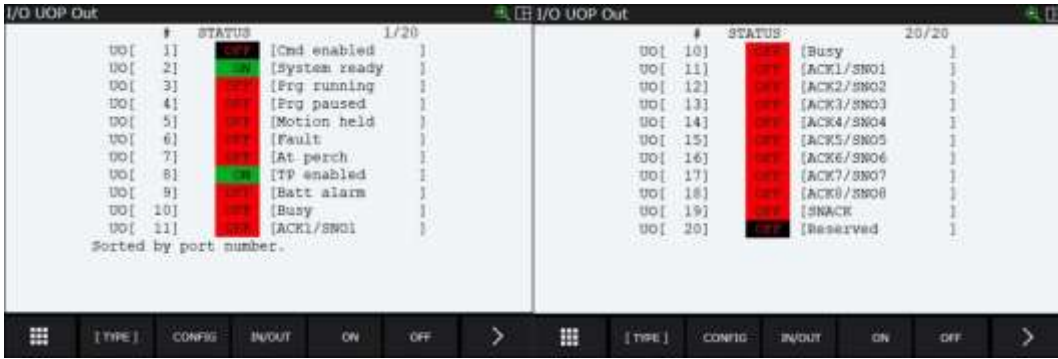 I/O UOP Out
# STATUS 1/20
UO[ 1] OFF [Cmd enabled ]
UO[ 2] ON [System ready ]
UO[ 3] OFF [Prg running ]
UO[ 4] OFF [Prg paused ]
UO[ 5] OFF [Motion held ]
UO[ 6] OFF [Fault ]
UO[ 7] OFF [At perch ]
UO[ 8] ON [TP enabled ]
UO[ 9] OFF [Batt alarm ]
UO[ 10] OFF [Busy ]
UO[ 11] OFF [ACK1/SNO1 ]
Sorted by port number.
[ TYPE ] CONFIG IN/OUT ON OFF >
I/O UOP Out
# STATUS 20/20
UO[ 10] OFF [Busy ]
UO[ 11] OFF [ACK1/SNO1 ]
UO[ 12] OFF [ACK2/SNO2 ]
UO[ 13] OFF [ACK3/SNO3 ]
UO[ 14] OFF [ACK4/SNO4 ]
UO[ 15] OFF [ACK5/SNO5 ]
UO[ 16] OFF [ACK6/SNO6 ]
UO[ 17] OFF [ACK7/SNO7 ]
UO[ 18] OFF [ACK8/SNO8 ]
UO[ 19] OFF [SNACK ]
UO[ 20] OFF [Reserved ]
[ TYPE ] CONFIG IN/OUT ON OFF >